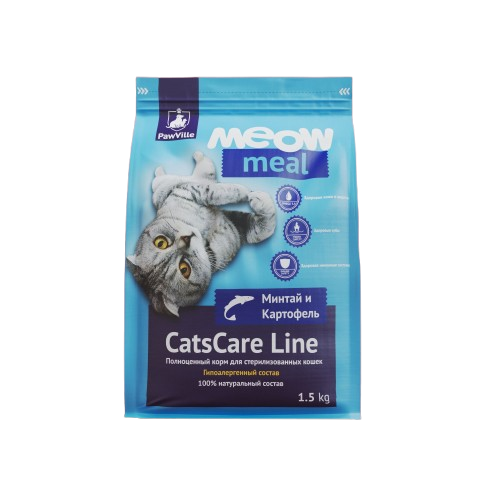 PawVille
meow
meal
Минтай и
Картофель
CatsCare Line
Полноценный корм для стерилизованных кошек
Гипоалергенный состав
100% натуральный состав
1.5 kg